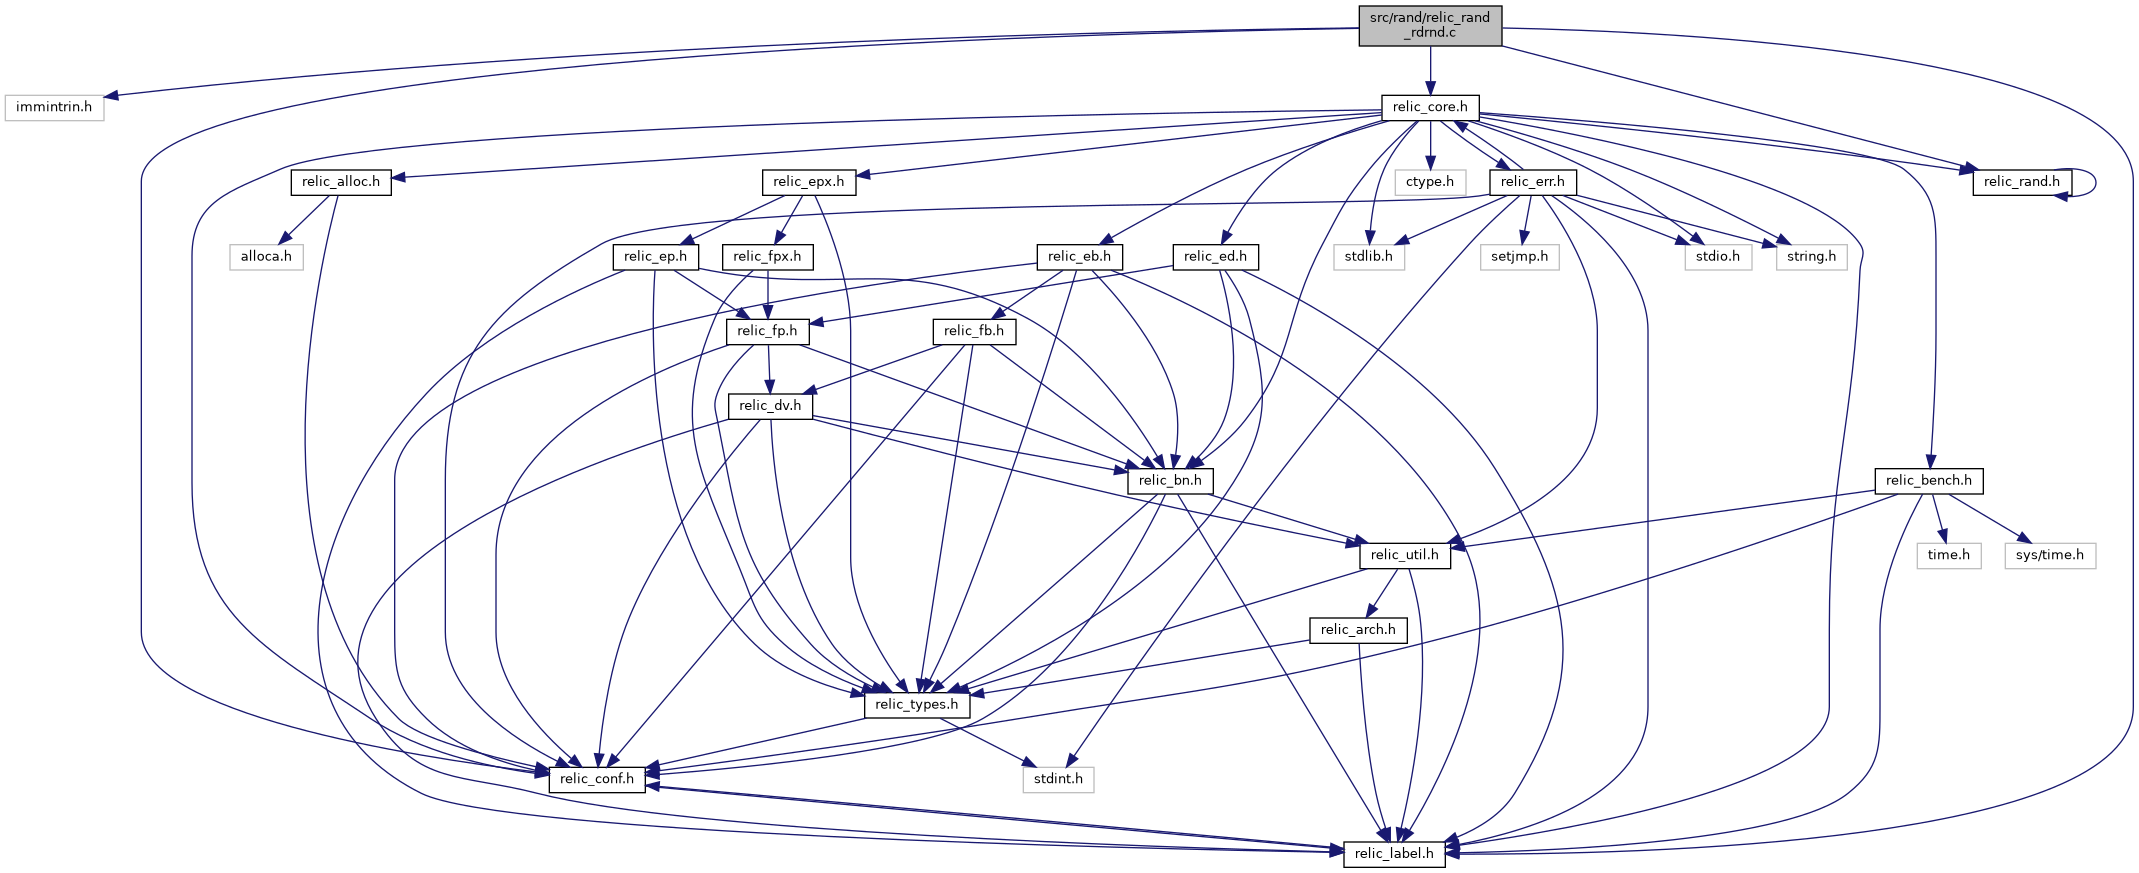 src/rand/relic_rand
_rdrnd.c
immintrin.h
relic_core.h
relic_alloc.h
relic_epx.h
ctype.h
relic_err.h
relic_rand.h
alloca.h
relic_ep.h
relic_fpx.h
relic_eb.h
relic_ed.h
stdlib.h
setjmp.h
stdio.h
string.h
relic_fp.h
relic_fb.h
relic_dv.h
relic_bn.h
relic_bench.h
relic_util.h
time.h
sys/time.h
relic_arch.h
relic_types.h
relic_conf.h
stdint.h
relic_label.h